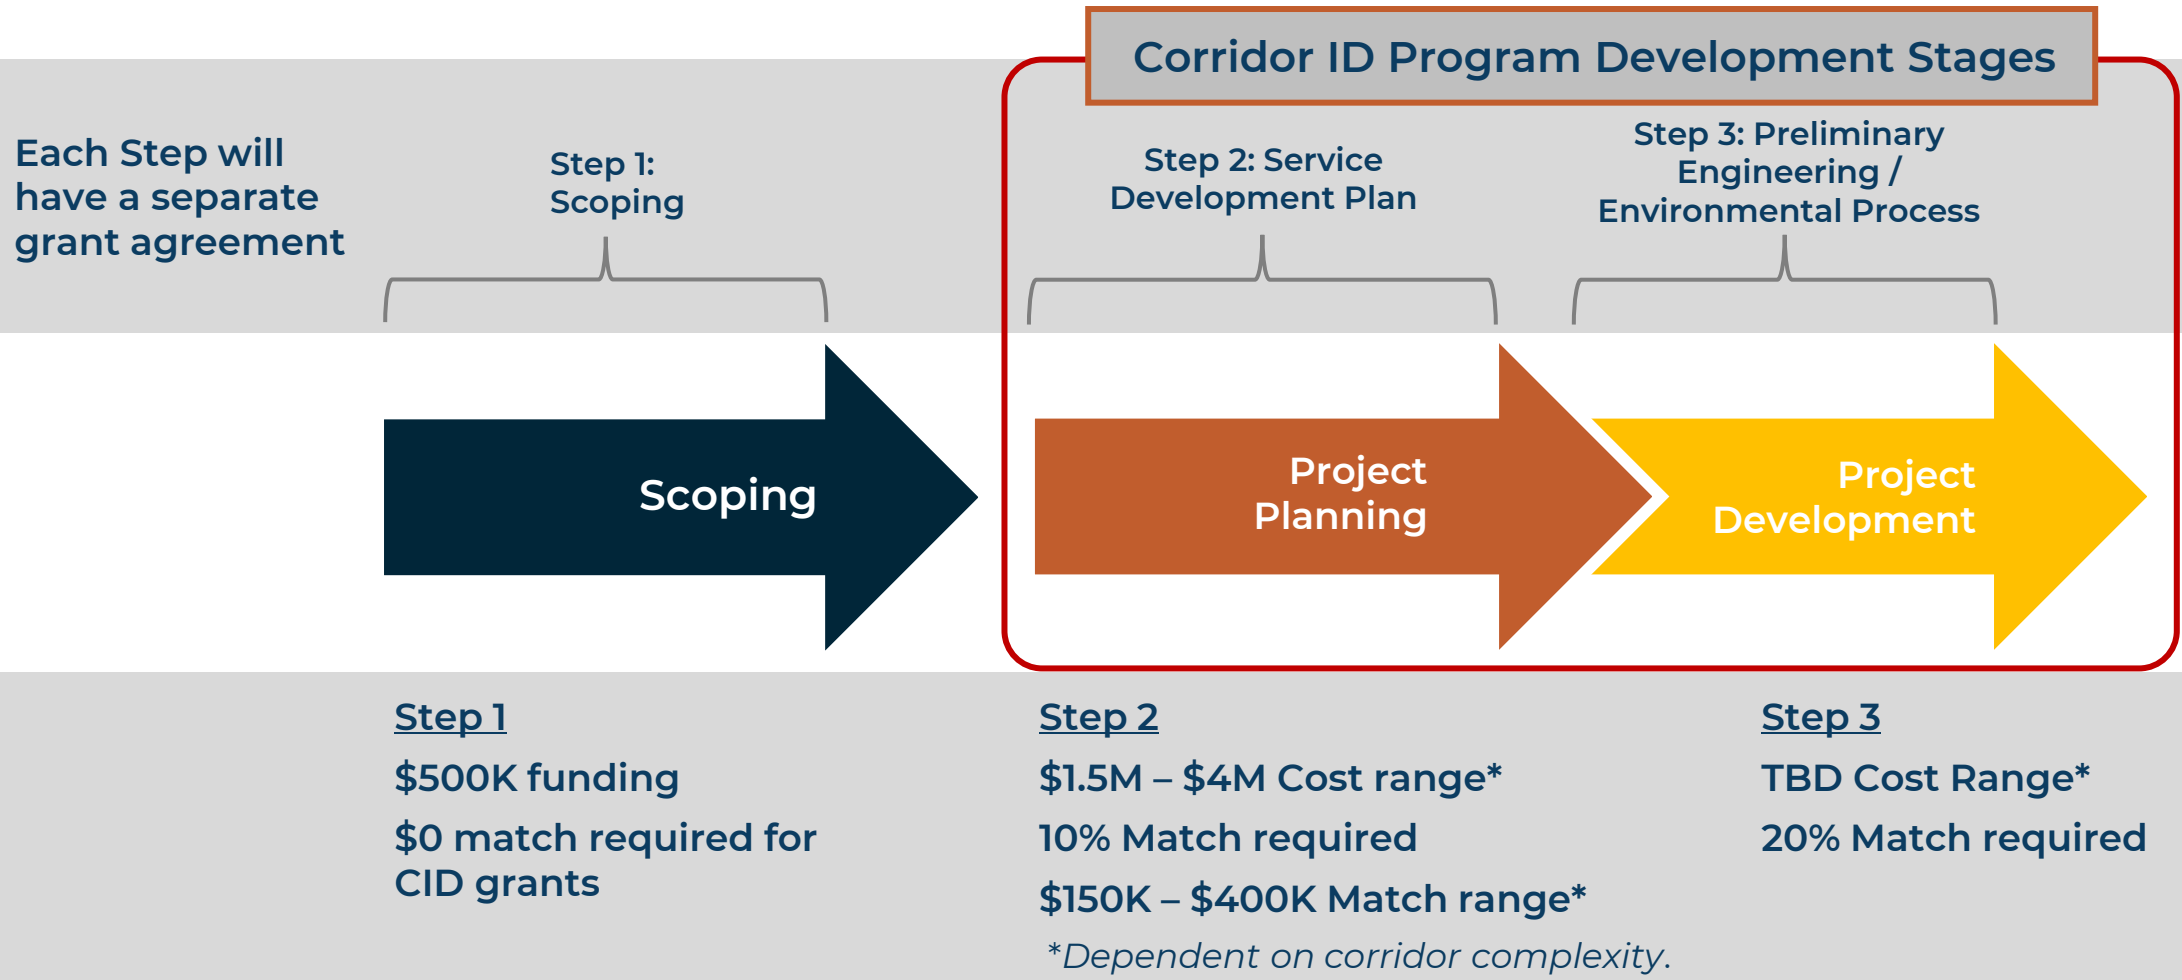 Corridor ID Program Development Stages
Each Step will
have a separate
grant agreement
Step 1:
Scoping
Step 2: Service
Development Plan
Step 3: Preliminary
Engineering /
Environmental Process
Scoping
Project
Planning
Project
Development
Step 1
$500K funding
$0 match required for
CID grants
Step 2
$1.5M – $4M Cost range*
10% Match required
$150K – $400K Match range*
*Dependent on corridor complexity.
Step 3
TBD Cost Range*
20% Match required